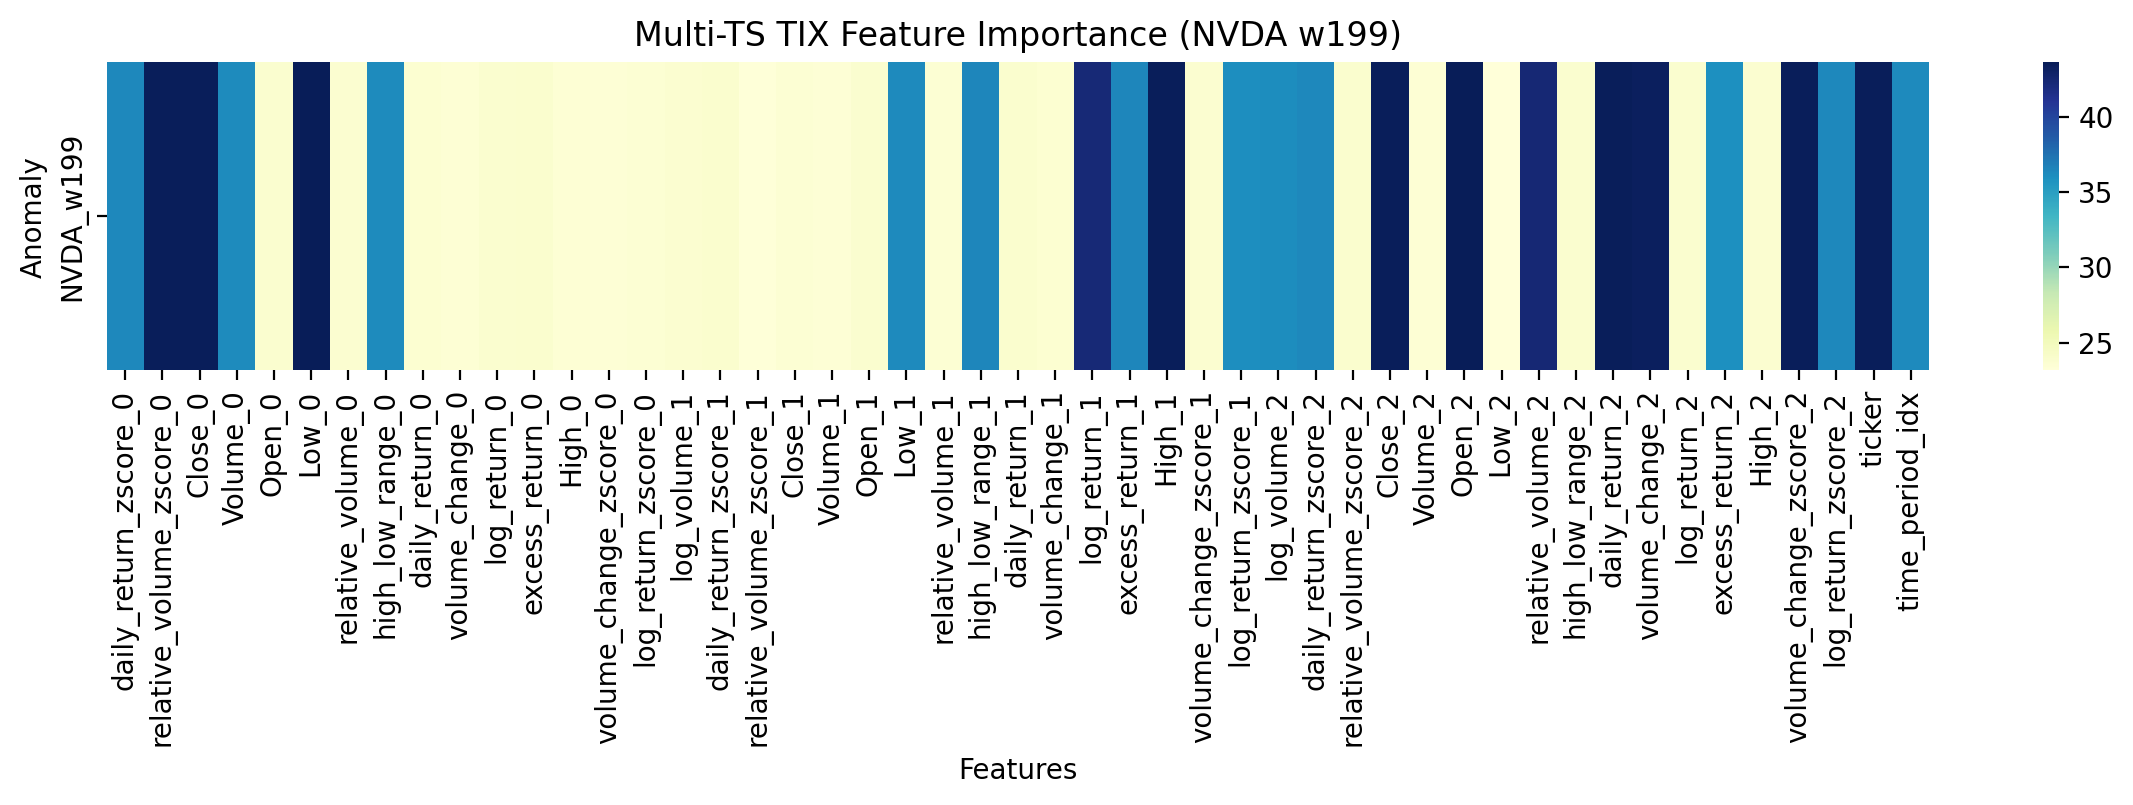 Multi-TS TIX Feature Importance (NVDA w199)
Anomaly
NVDA_w199
40
35
30
25
daily_return_zscore_0
relative_volume_zscore_0
Close_0
Volume_0
Open_0
Low_0
relative_volume_0
high_low_range_0
daily_return_0
volume_change_0
log_return_0
excess_return_0
High_0
volume_change_zscore_0
log_return_zscore_0
log_volume_1
daily_return_zscore_1
relative_volume_zscore_1
Close_1
Volume_1
Open_1
Low_1
relative_volume_1
high_low_range_1
daily_return_1
volume_change_1
log_return_1
excess_return_1
High_1
volume_change_zscore_1
log_return_zscore_1
log_volume_2
daily_return_zscore_2
relative_volume_zscore_2
Close_2
Volume_2
Open_2
Low_2
relative_volume_2
high_low_range_2
daily_return_2
volume_change_2
log_return_2
excess_return_2
High_2
volume_change_zscore_2
log_return_zscore_2
ticker
time_period_idx
Features